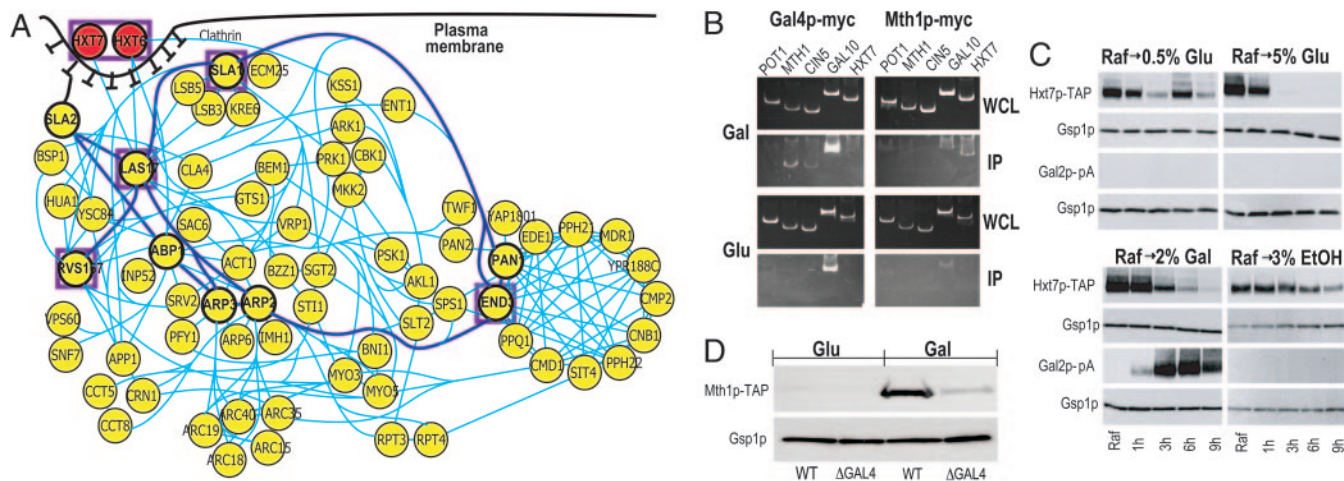 A
HXT7 HXT6
Clathrin
Plasma
membrane
SLA1 ECM25
LSB5
LSB3 KRE6
KSS1
ENT1
SLA2
ARK1
BSP1
LAS17
CLA4
BEM1
PRK1 CBK1
MKK2
HUA1
YSC84
GTS1
SAC6
VRP1
TWF1
YAP1801
EDE1
PPH21
MDR1
ABP1
PAN2
PAN1
YPR188C
RVS167
INP52
ACT1
BZZ1 SGT2
PSK1
AKL1
SPS1
END3
CMP2
SRV2
ARP3
ARP2
STI1
VPS60
PFY1
ARP6
IMH1
SLT2
CNB1
SNF7
APP1
BNI1
PPQ1
PPH22
CMD1
SIT4
CCT5
CRN1
MYO3
MYO5
CCT8
ARC40
ARC35
ARC19
ARC15
ARC18
RPT3 RPT4
B
Gal4p-myc Mth1p-myc
POT1 MTH1 CIN5 GAL10 HXT7 POT1 MTH1 CIN5 GAL10 HXT7
Gal
WCL
IP
Glu
WCL
IP
C
Raf→0.5% Glu Raf→5% Glu
Hxt7p-TAP
Gsp1p
Gal2p-pA
Gsp1p
Raf→2% Gal Raf→3% EtOH
Hxt7p-TAP
Gsp1p
Gal2p-pA
Gsp1p
Raf 1h 3h 6h 9h Raf 1h 3h 6h 9h
D
Glu Gal
Mth1p-TAP
Gsp1p
WT ΔGAL4 WT ΔGAL4